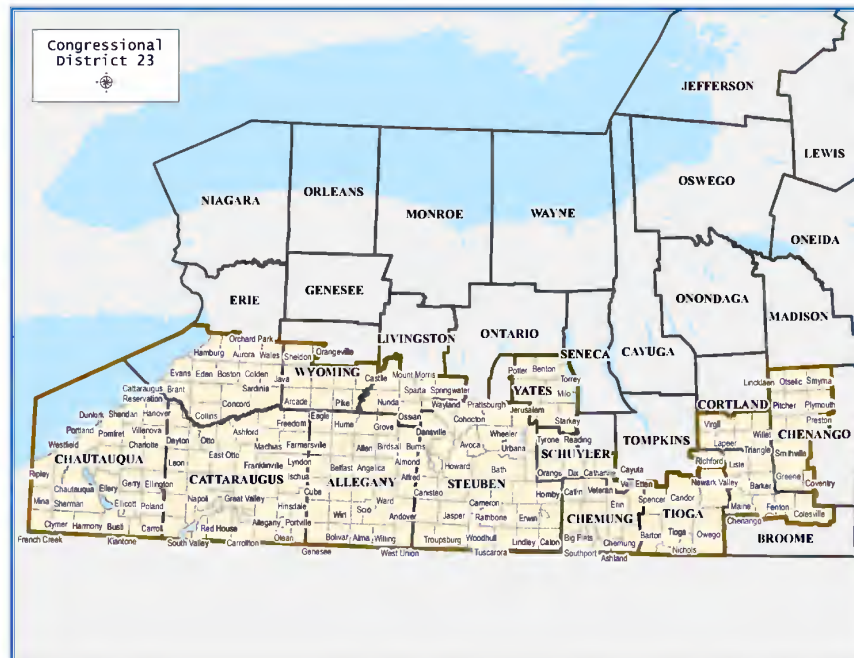 Congressional
District 23
JEFFERSON
LEWIS
OSWEGO
NIAGARA
ORLEANS
MONROE
WAYNE
ONEIDA
ERIE
GENESEE
ONONDAGA
MADISON
LIVINGSTON
ONTARIO
SENECA
CAYUGA
Orchard Park
Hamburg Aurora Wales Sheldon Orangeville
Evans Eden Boston Colden Java
WYOMING
Castile Mount Morris
Potter Benton
Torrey
Lincklaen Otselic Smyrna
Cattaraugus Brant
Reservation
Sardinia
Concord
Collins
Arcade Pike
Nunda Sparta Springwater
Wayland
Ossian
Dansville
Prattsburgh
YATES
Milo
Jerusalem
Starkey
CORTLAND
Pitcher Plymouth
Preston
Dunkirk Sheridan Hanover
Portland Pomfret Villenova
Westfield
Charlotte
CHAUTAUQUA
Ripley
Chautauqua Ellery Gerry Ellington
Mina Sherman
Ellicott Poland
Clymer Harmony Busti Carroll
French Creek
Kiantone
Dayton Otto Ashford Freedom
East Otto Machias Farmersville
Leon
Franklinville Lyndon
CATTARAUGUS
Ischua
Napoli Great Valley Hinsdale
Red House Allegany Portville
South Valley Carrollton Olean
Eagle Hume Grove
Allen Birdsall Burns
Belfast Angelica Almond
Alfred
ALLEGANY
Cuba
Ward
Wirt Scio Andover
Bolivar Alma Willing
Genesee
West Union
Cohocton
Wheeler
Avoca Urbana
Howard Bath
STEUBEN
Canisteo
Cameron
Jasper Rathbone Erwin
Troupsburg Woodhull Lindley Caton
Tuscarora
Tyrone Reading
SCHUYLER
Orange Dix Catharine
Hornby Catlin Veteran
Cayuta
Van Etten
Erin
CHEMUNG
Big Flats Chemung
Southport
Ashland
TOMPKINS
Spencer Candor
TIOGA
Barton Tioga Owego
Nichols
Newark Valley
Richford
Virgil
Willet
Lapeer
Triangle
Lisle
Barker
Maine
Chenango
Fenton
Colesville
CHENANGO
Smithville
Greene
Coventry
BROOME